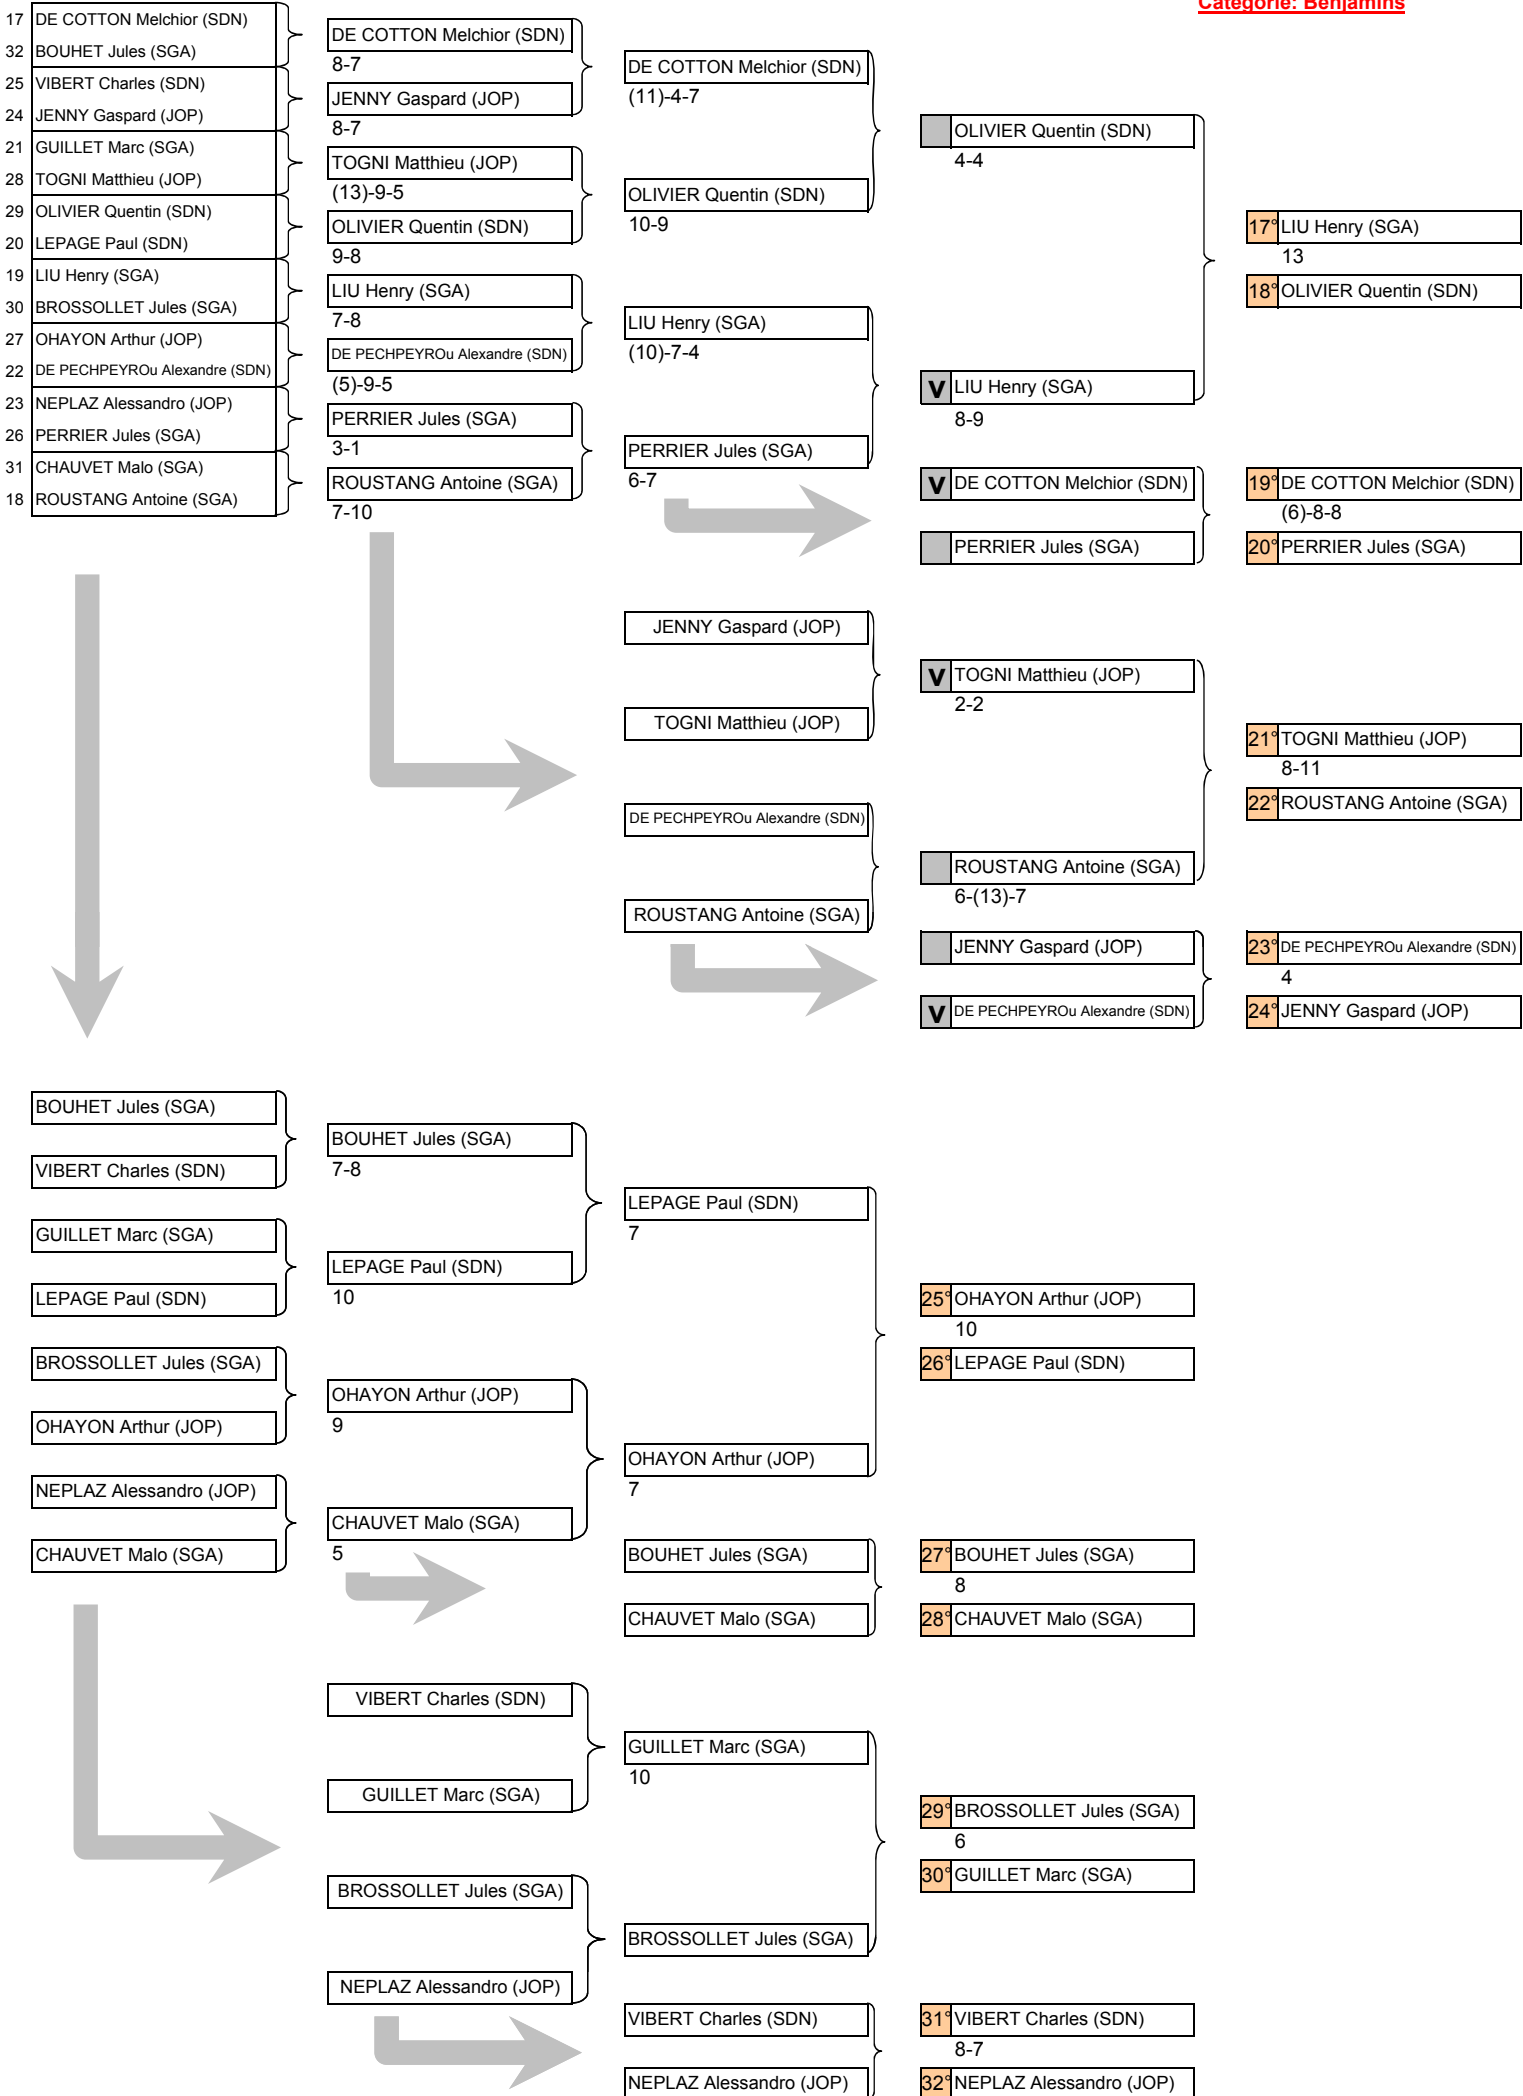 Catégorie: Benjamins
17 DE COTTON Melchior (SDN)
32 BOUHET Jules (SGA)
25 VIBERT Charles (SDN)
24 JENNY Gaspard (JOP)
21 GUILLET Marc (SGA)
28 TOGNI Matthieu (JOP)
29 OLIVIER Quentin (SDN)
20 LEPAGE Paul (SDN)
19 LIU Henry (SGA)
30 BROSSOLLET Jules (SGA)
27 OHAYON Arthur (JOP)
22 DE PECHPEYROu Alexandre (SDN)
23 NEPLAZ Alessandro (JOP)
26 PERRIER Jules (SGA)
31 CHAUVET Malo (SGA)
18 ROUSTANG Antoine (SGA)
DE COTTON Melchior (SDN)
8-7
JENNY Gaspard (JOP)
8-7
TOGNI Matthieu (JOP)
(13)-9-5
OLIVIER Quentin (SDN)
9-8
LIU Henry (SGA)
7-8
DE PECHPEYROu Alexandre (SDN)
(5)-9-5
PERRIER Jules (SGA)
3-1
ROUSTANG Antoine (SGA)
7-10
DE COTTON Melchior (SDN)
(11)-4-7
OLIVIER Quentin (SDN)
10-9
LIU Henry (SGA)
(10)-7-4
PERRIER Jules (SGA)
6-7
OLIVIER Quentin (SDN)
4-4
V LIU Henry (SGA)
8-9
V DE COTTON Melchior (SDN)
PERRIER Jules (SGA)
17° LIU Henry (SGA)
13
18° OLIVIER Quentin (SDN)
19° DE COTTON Melchior (SDN)
(6)-8-8
20° PERRIER Jules (SGA)
JENNY Gaspard (JOP)
TOGNI Matthieu (JOP)
DE PECHPEYROu Alexandre (SDN)
ROUSTANG Antoine (SGA)
V TOGNI Matthieu (JOP)
2-2
ROUSTANG Antoine (SGA)
6-(13)-7
JENNY Gaspard (JOP)
V DE PECHPEYROu Alexandre (SDN)
21° TOGNI Matthieu (JOP)
8-11
22° ROUSTANG Antoine (SGA)
23° DE PECHPEYROu Alexandre (SDN)
4
24° JENNY Gaspard (JOP)
BOUHET Jules (SGA)
VIBERT Charles (SDN)
GUILLET Marc (SGA)
LEPAGE Paul (SDN)
BROSSOLLET Jules (SGA)
OHAYON Arthur (JOP)
NEPLAZ Alessandro (JOP)
CHAUVET Malo (SGA)
BOUHET Jules (SGA)
7-8
LEPAGE Paul (SDN)
10
OHAYON Arthur (JOP)
9
CHAUVET Malo (SGA)
5
LEPAGE Paul (SDN)
7
OHAYON Arthur (JOP)
7
BOUHET Jules (SGA)
CHAUVET Malo (SGA)
25° OHAYON Arthur (JOP)
10
26° LEPAGE Paul (SDN)
27° BOUHET Jules (SGA)
8
28° CHAUVET Malo (SGA)
VIBERT Charles (SDN)
GUILLET Marc (SGA)
BROSSOLLET Jules (SGA)
NEPLAZ Alessandro (JOP)
GUILLET Marc (SGA)
10
BROSSOLLET Jules (SGA)
VIBERT Charles (SDN)
NEPLAZ Alessandro (JOP)
29° BROSSOLLET Jules (SGA)
6
30° GUILLET Marc (SGA)
31° VIBERT Charles (SDN)
8-7
32° NEPLAZ Alessandro (JOP)